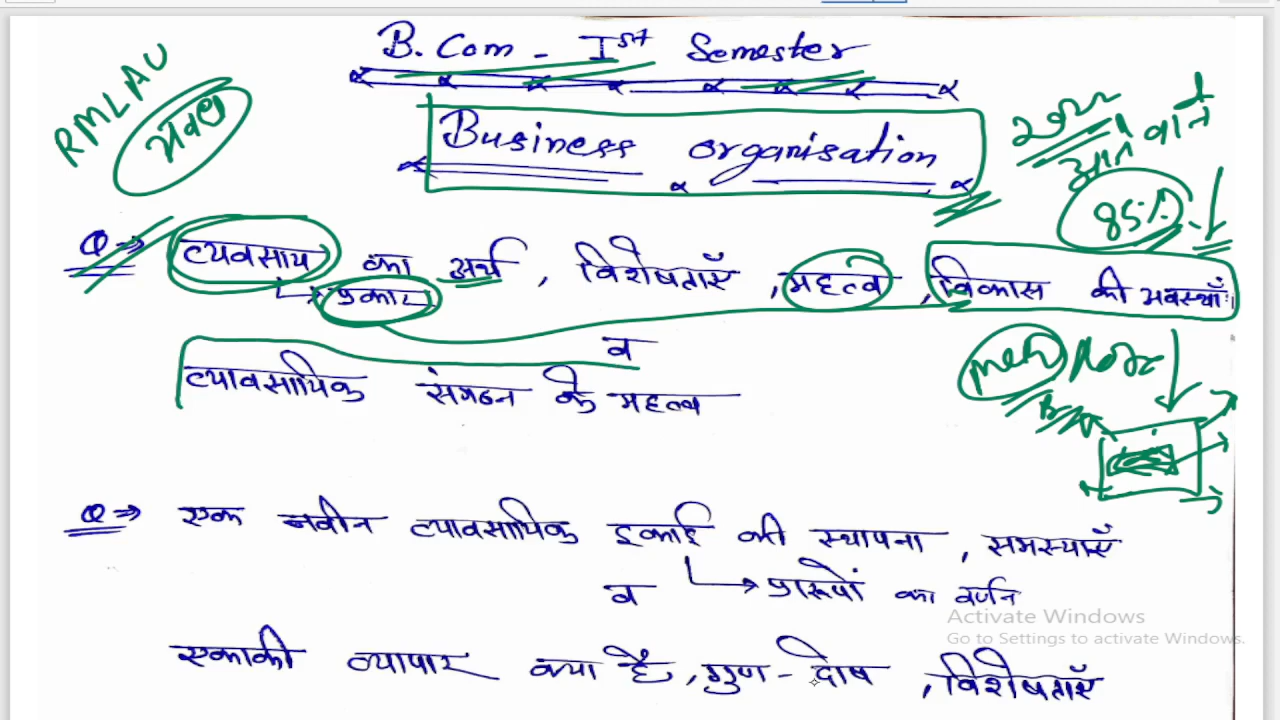 B.Com - Ist Semester
RMLAU
अवध
Business organisation
2022
आने वाले
85%
Q⇒ व्यवसाय का अर्थ, विशेषताएँ, महत्व, विकास की अवस्थाएँ।
↳ प्रकार
व
व्यावसायिक संगठन के महत्व
Q⇒ एक नवीन व्यावसायिक इकाई की स्थापना, समस्याएँ
↳ प्रारूपों का वर्णन
व
एकाकी व्यापार क्या है, गुण-दोष, विशेषताएँ
Activate Windows
Go to Settings to activate Windows.